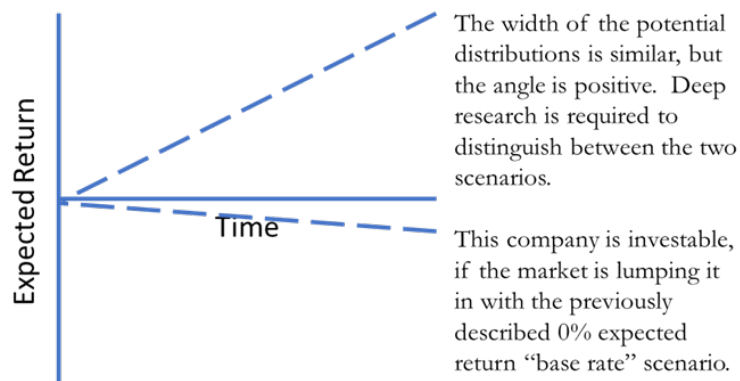 Expected Return
Time
The width of the potential
distributions is similar, but
the angle is positive.  Deep
research is required to
distinguish between the two
scenarios.
This company is investable,
if the market is lumping it
in with the previously
described 0% expected
return “base rate” scenario.